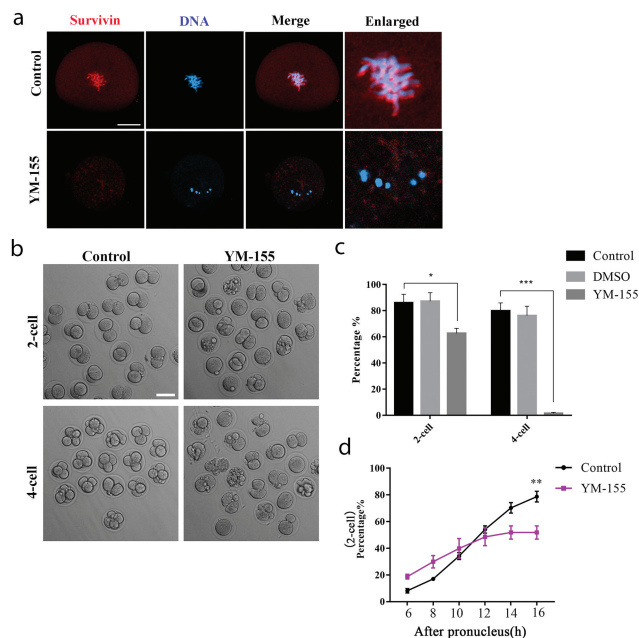 a
Survivin DNA Merge Enlarged
Control
YM-155
b
Control YM-155
2-cell
4-cell
c
Control
DMSO
YM-155
Percentage %
100
80
60
40
20
0
*
***
2-cell 4-cell
d
Control
YM-155
(2-cell)
Percentage%
80
60
40
20
0
**
6 8 10 12 14 16
After pronucleus(h)